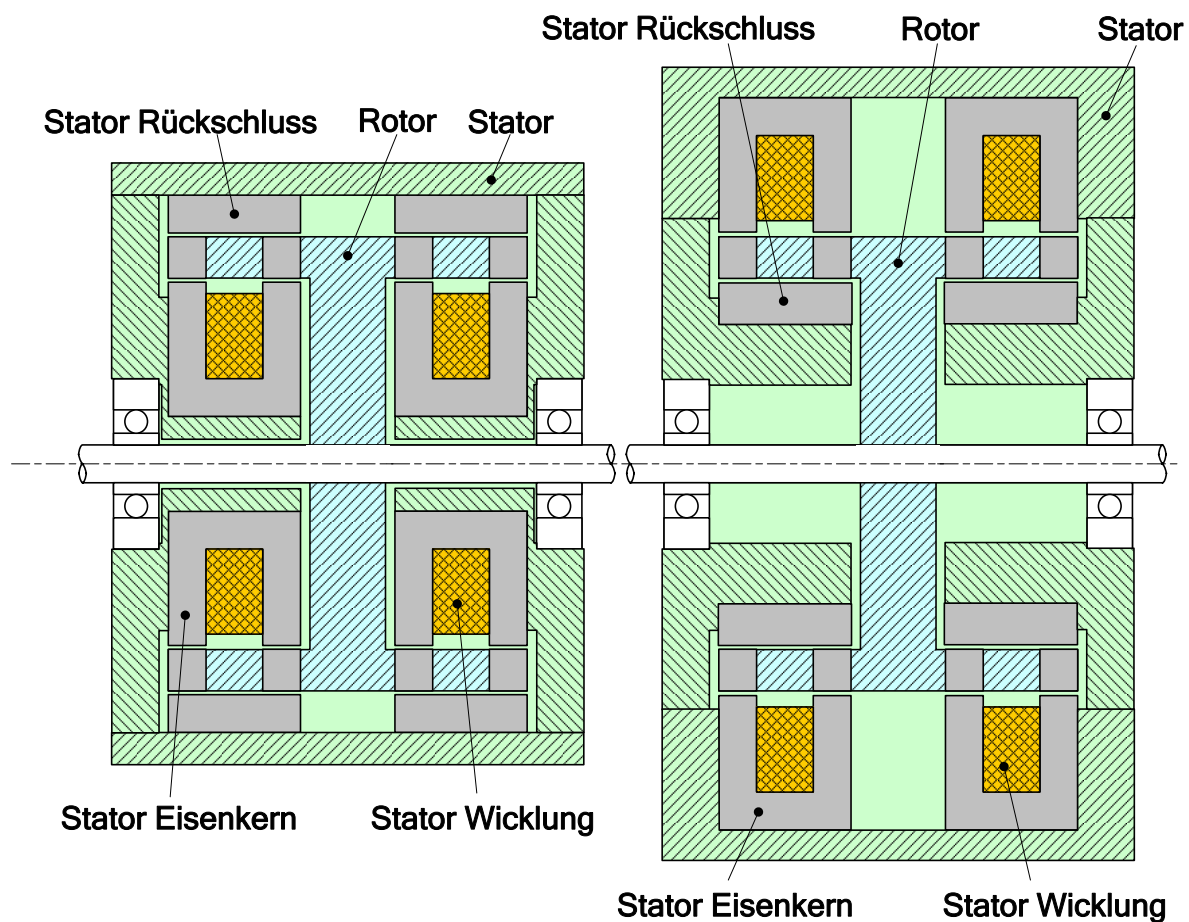 Stator Rückschluss
Rotor
Stator
Stator Eisenkern
Stator Wicklung
Stator Rückschluss
Rotor
Stator
Stator Eisenkern
Stator Wicklung